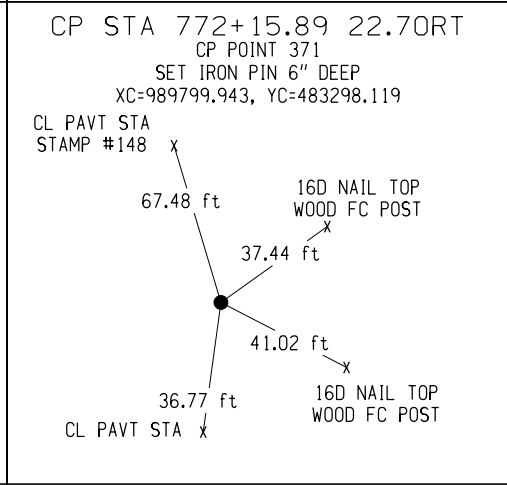 CP STA 772+15.89 22.70RT
CP POINT 371
SET IRON PIN 6" DEEP
XC=989799.943, YC=483298.119
CL PAVT STA
STAMP #148 X
67.48 ft
16D NAIL TOP
WOOD FC POST
X
37.44 ft
41.02 ft
X
16D NAIL TOP
WOOD FC POST
36.77 ft
CL PAVT STA X